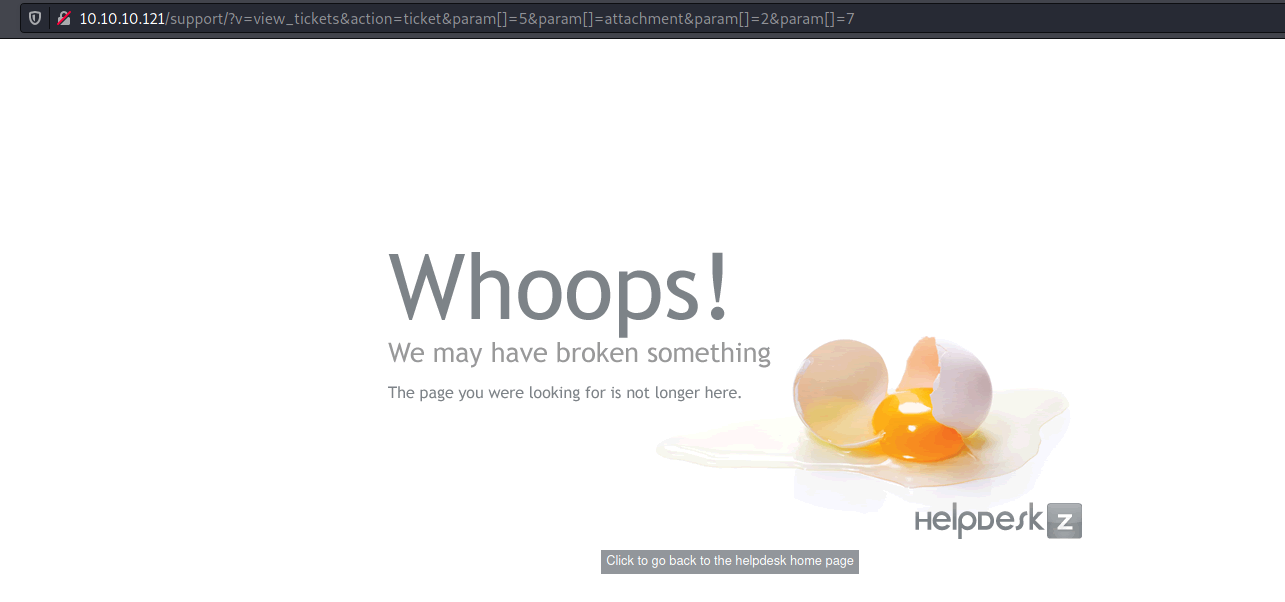 10.10.10.121/support/?v=view_tickets&action=ticket&param[]=5&param[]=attachment&param[]=2&param[]=7
Whoops!
We may have broken something
The page you were looking for is not longer here.
HelpDesk Z
Click to go back to the helpdesk home page